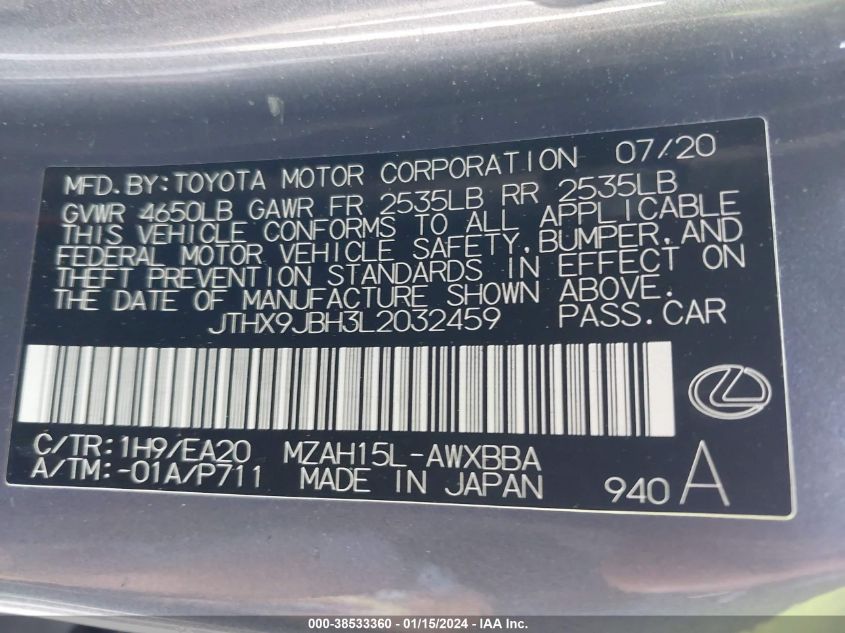 MFD. BY: TOYOTA MOTOR CORPORATION 07/20
GVWR 4650LB GAWR FR 2535LB RR 2535LB
THIS VEHICLE CONFORMS TO ALL APPLICABLE
FEDERAL MOTOR VEHICLE SAFETY, BUMPER, AND
THEFT PREVENTION STANDARDS IN EFFECT ON
THE DATE OF MANUFACTURE SHOWN ABOVE.
JTHX9JBH3L2032459 PASS. CAR
C/TR: 1H9/EA20 MZAH15L-AWXBBA
A/TM: -01A/P711 MADE IN JAPAN 940 A
000-38533360 - 01/15/2024 - IAA Inc.